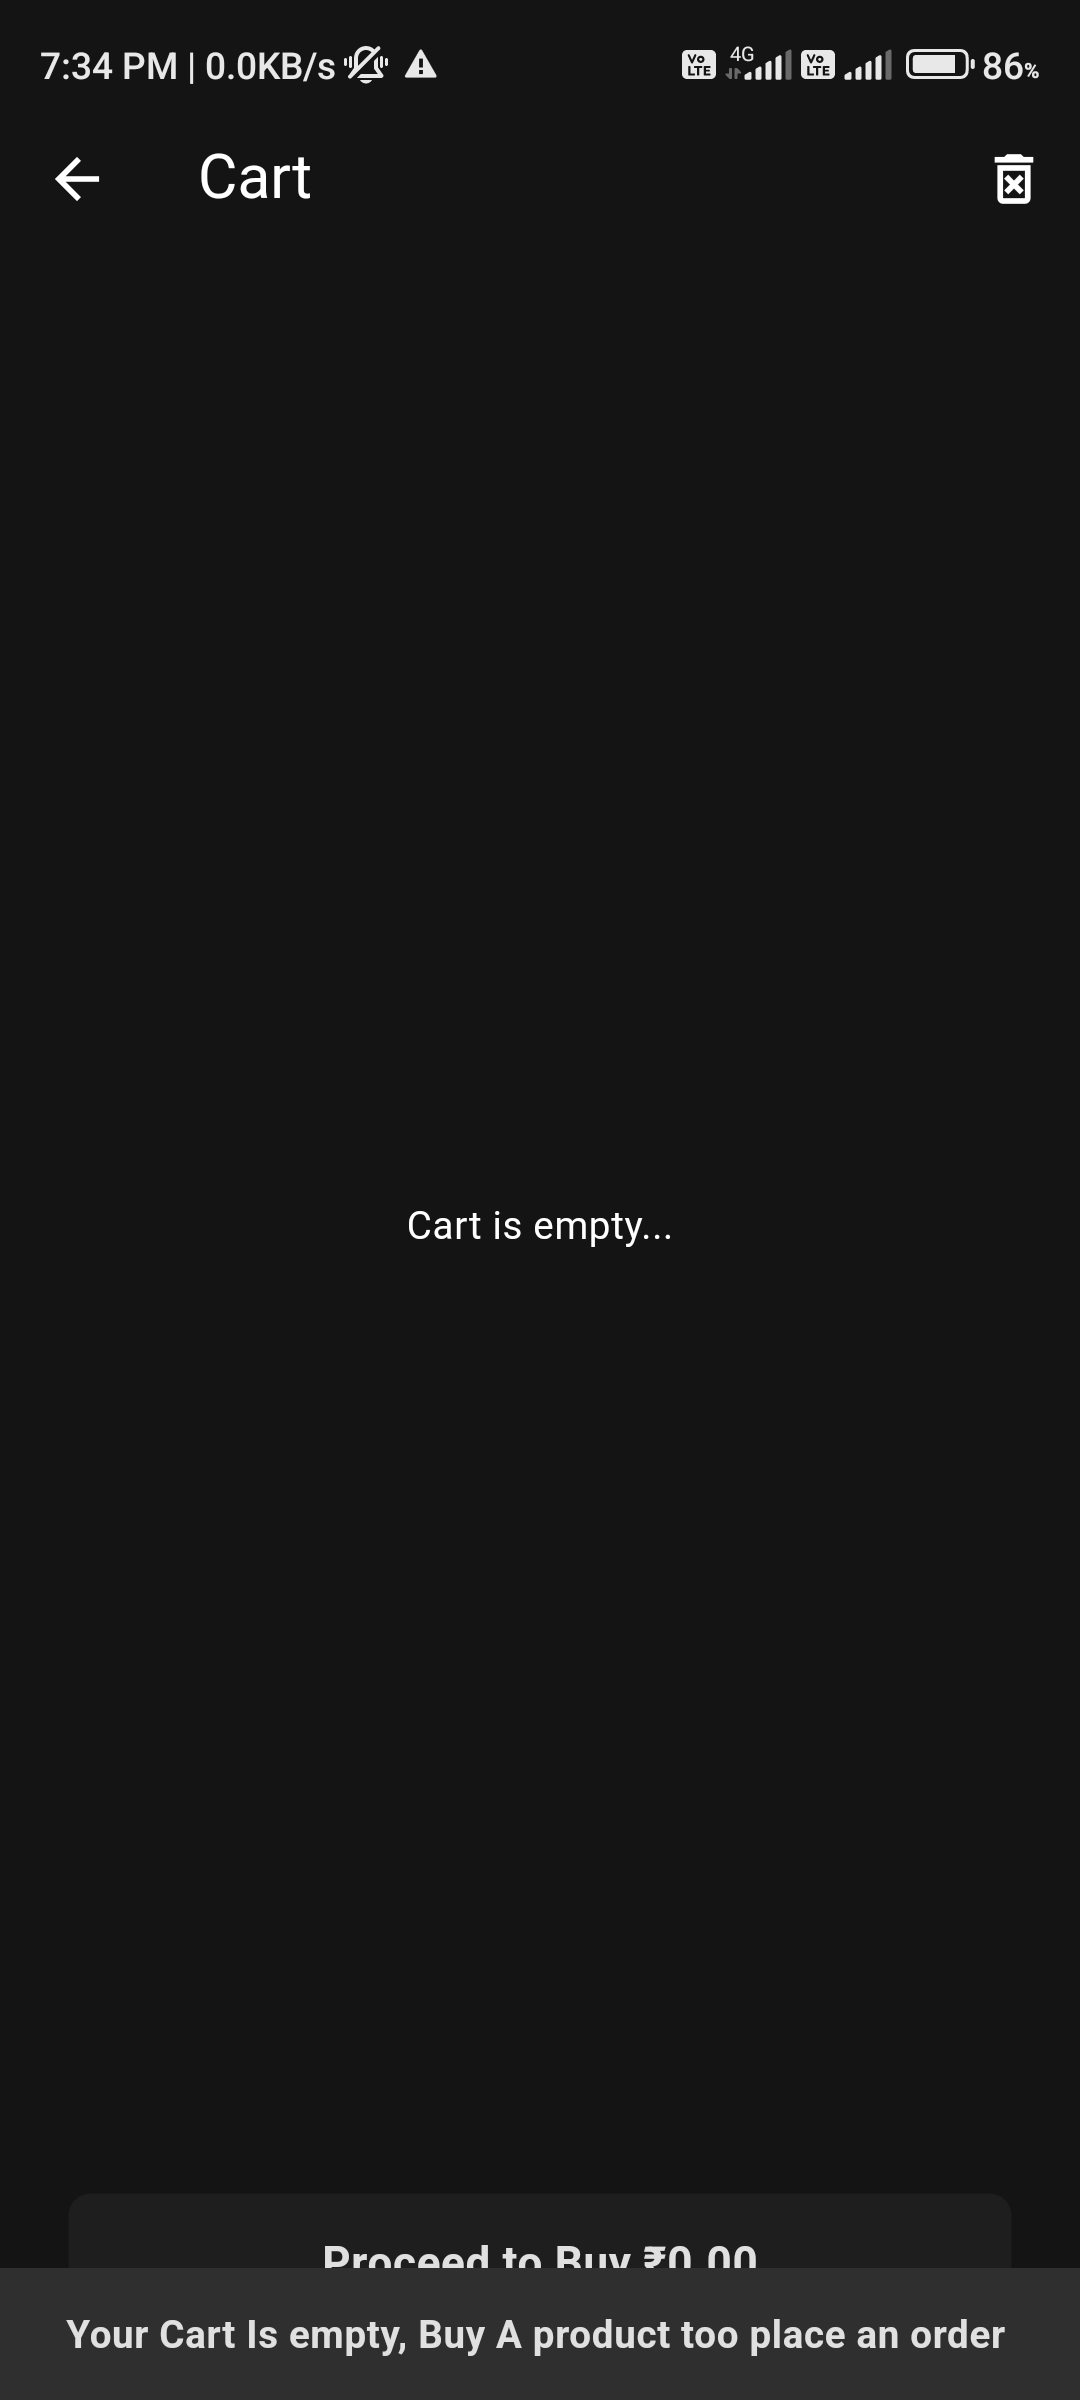 7:34 PM | 0.0KB/s Vo LTE 4G Vo LTE 86%
Cart
Cart is empty...
Proceed to Buy ₹0.00
Your Cart Is empty, Buy A product too place an order